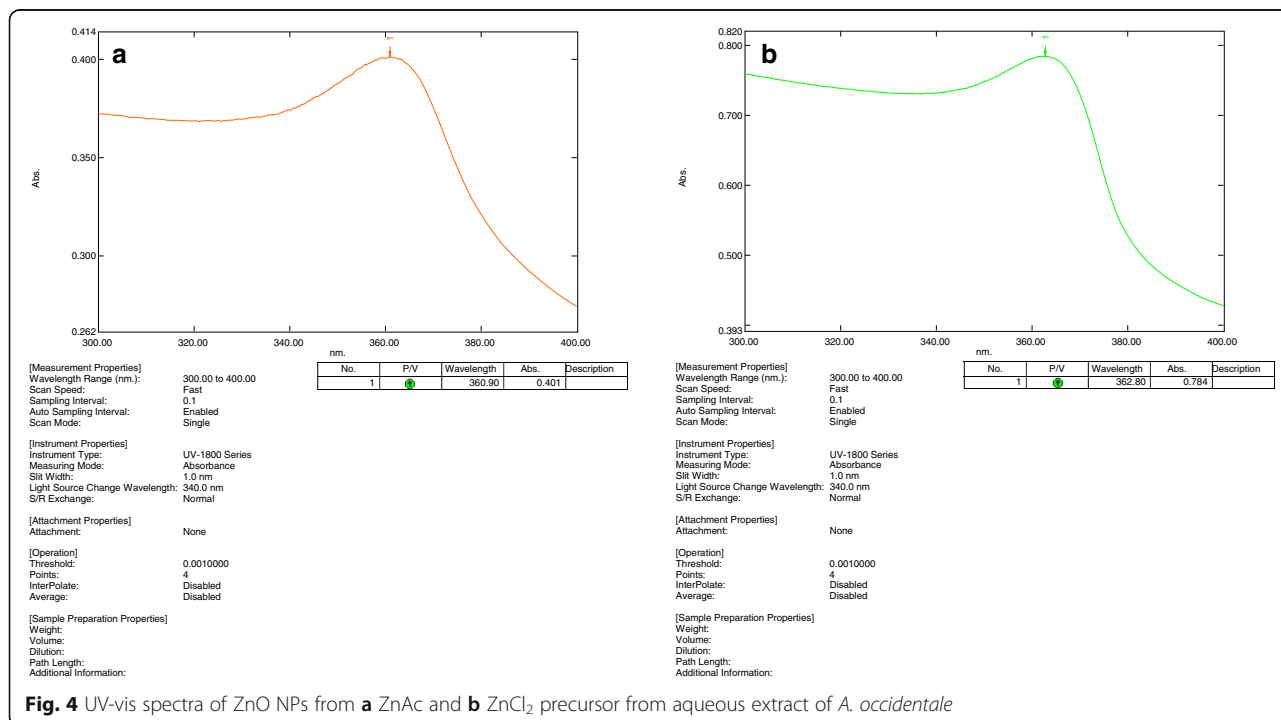 a
0.414
0.400
0.350
0.300
0.262
Abs.
300.00 320.00 340.00 360.00 380.00 400.00
nm.
[Measurement Properties]
Wavelength Range (nm.): 300.00 to 400.00
Scan Speed: Fast
Sampling Interval: 0.1
Auto Sampling Interval: Enabled
Scan Mode: Single
[Instrument Properties]
Instrument Type: UV-1800 Series
Measuring Mode: Absorbance
Slit Width: 1.0 nm
Light Source Change Wavelength: 340.0 nm
S/R Exchange: Normal
[Attachment Properties]
Attachment: None
[Operation]
Threshold: 0.0010000
Points: 4
InterPolate: Disabled
Average: Disabled
[Sample Preparation Properties]
Weight:
Volume:
Dilution:
Path Length:
Additional Information:
No. P/V Wavelength Abs. Description
1 360.90 0.401
b
0.820
0.800
0.700
0.600
0.500
0.393
Abs.
300.00 320.00 340.00 360.00 380.00 400.00
nm.
[Measurement Properties]
Wavelength Range (nm.): 300.00 to 400.00
Scan Speed: Fast
Sampling Interval: 0.1
Auto Sampling Interval: Enabled
Scan Mode: Single
[Instrument Properties]
Instrument Type: UV-1800 Series
Measuring Mode: Absorbance
Slit Width: 1.0 nm
Light Source Change Wavelength: 340.0 nm
S/R Exchange: Normal
[Attachment Properties]
Attachment: None
[Operation]
Threshold: 0.0010000
Points: 4
InterPolate: Disabled
Average: Disabled
[Sample Preparation Properties]
Weight:
Volume:
Dilution:
Path Length:
Additional Information:
No. P/V Wavelength Abs. Description
1 362.80 0.784
Fig. 4 UV-vis spectra of ZnO NPs from a ZnAc and b ZnCl₂ precursor from aqueous extract of A. occidentale